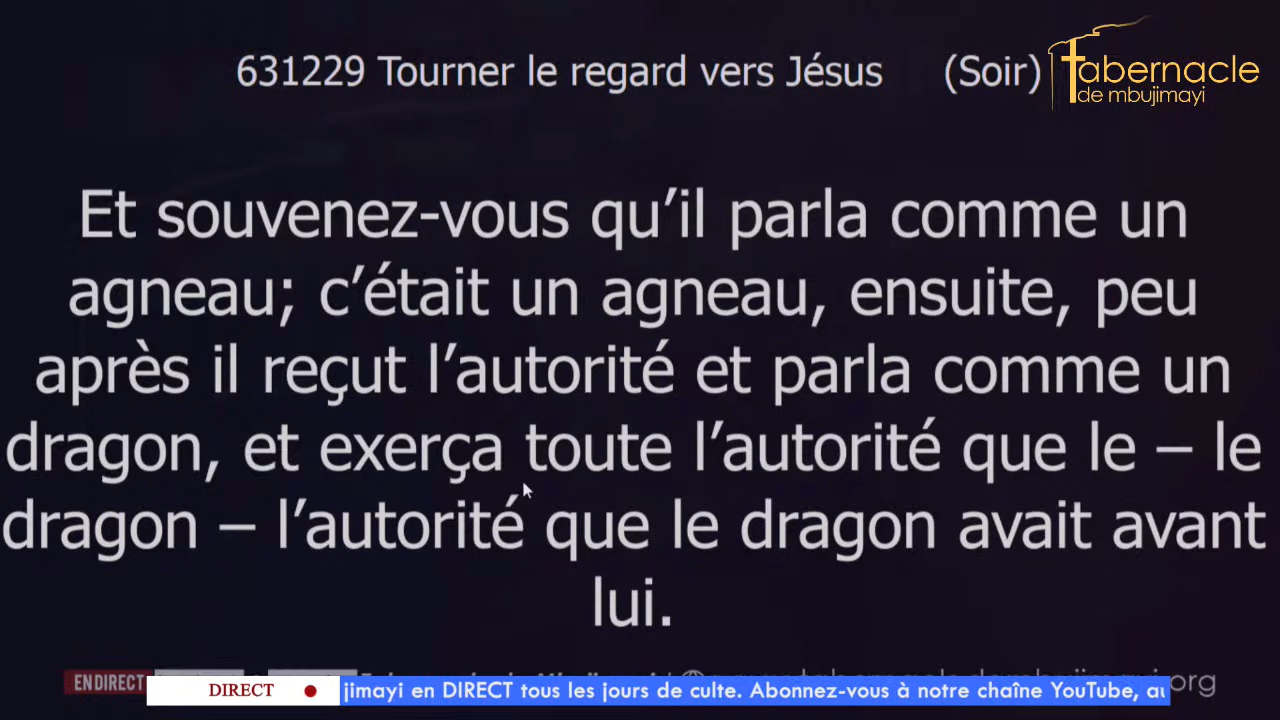 631229 Tourner le regard vers Jésus (Soir)
Tabernacle
de mbujimayi
Et souvenez-vous qu’il parla comme un
agneau; c’était un agneau, ensuite, peu
après il reçut l’autorité et parla comme un
dragon, et exerça toute l’autorité que le – le
dragon – l’autorité que le dragon avait avant
lui.
EN DIRECT
DIRECT
jimayi en DIRECT tous les jours de culte. Abonnez-vous à notre chaîne YouTube,